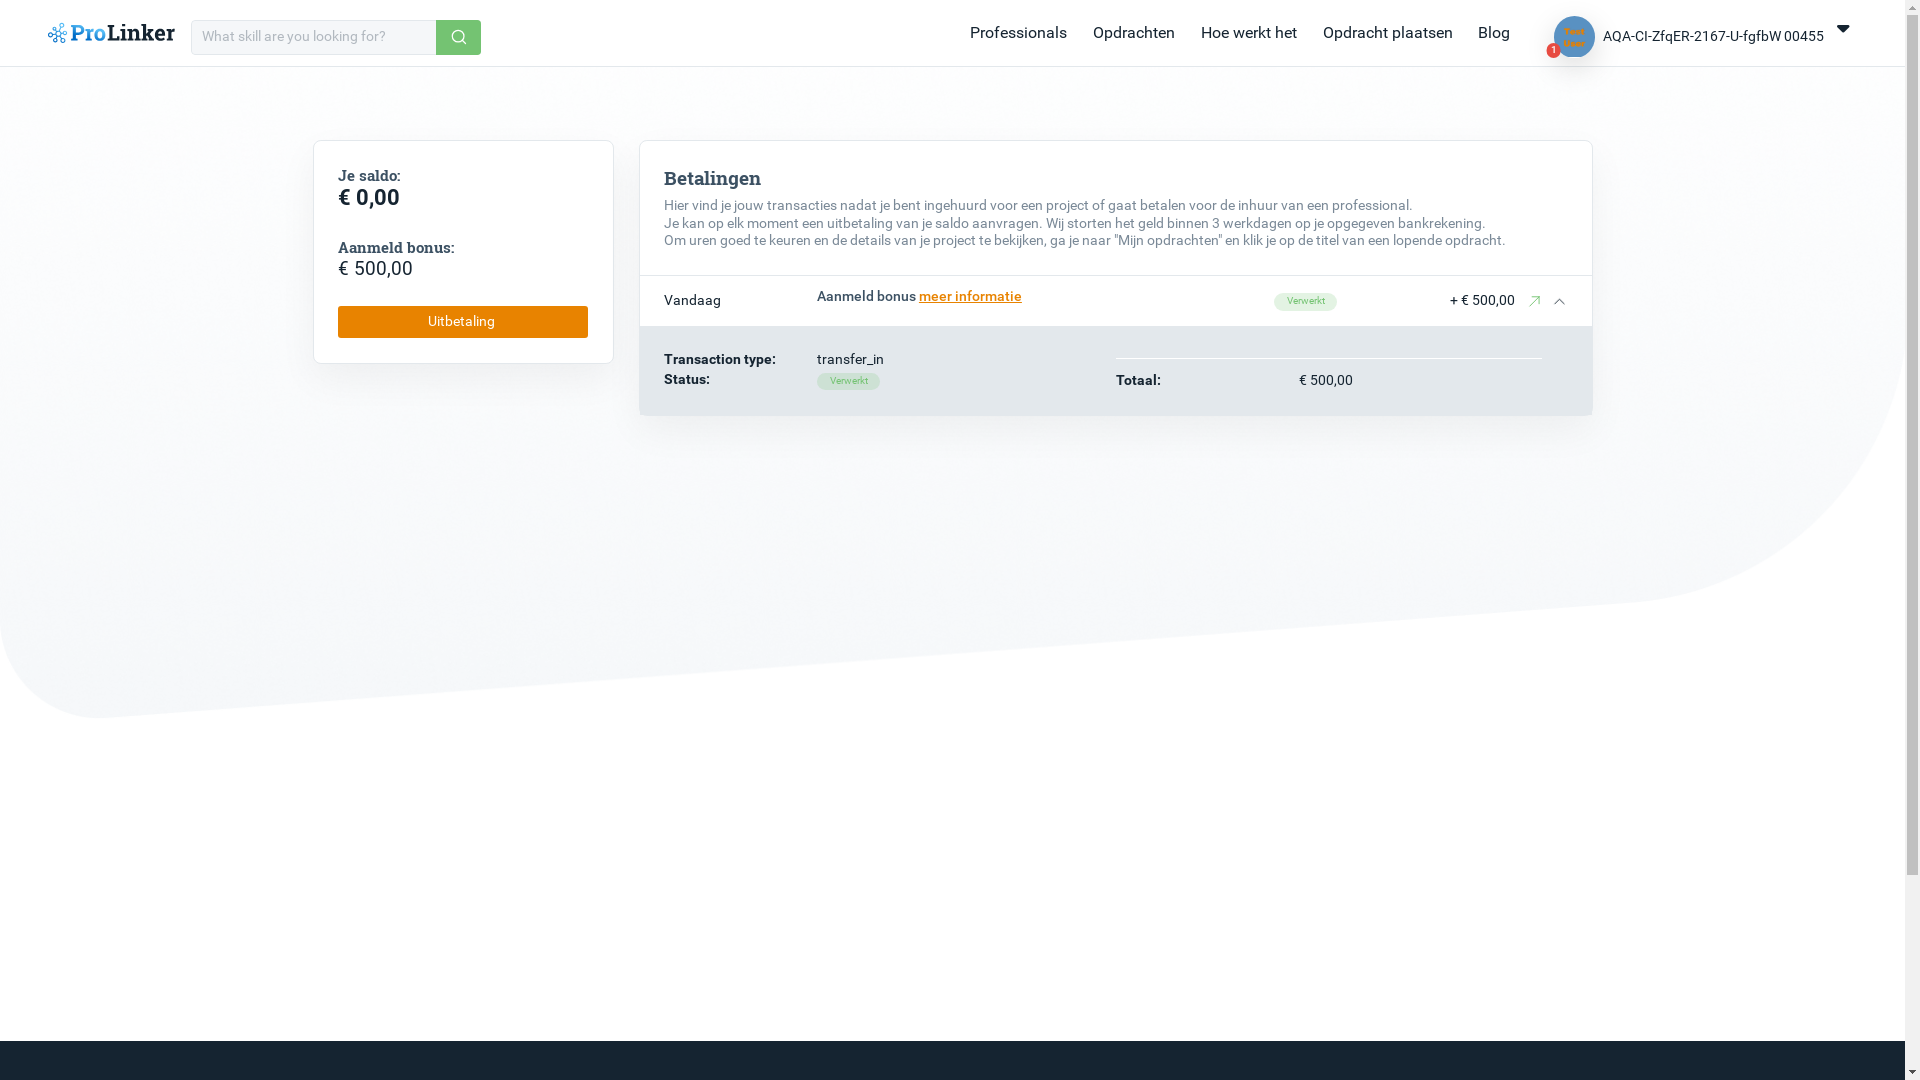 ProLinker
What skill are you looking for?
Professionals
Opdrachten
Hoe werkt het
Opdracht plaatsen
Blog
Test
User
1
AQA-CI-ZfqER-2167-U-fgfbW 00455
Je saldo:
€ 0,00
Aanmeld bonus:
€ 500,00
Uitbetaling
Betalingen
Hier vind je jouw transacties nadat je bent ingehuurd voor een project of gaat betalen voor de inhuur van een professional.
Je kan op elk moment een uitbetaling van je saldo aanvragen. Wij storten het geld binnen 3 werkdagen op je opgegeven bankrekening.
Om uren goed te keuren en de details van je project te bekijken, ga je naar "Mijn opdrachten" en klik je op de titel van een lopende opdracht.
Vandaag
Aanmeld bonus meer informatie
Verwerkt
+ € 500,00
Transaction type:
transfer_in
Status:
Verwerkt
Totaal:
€ 500,00